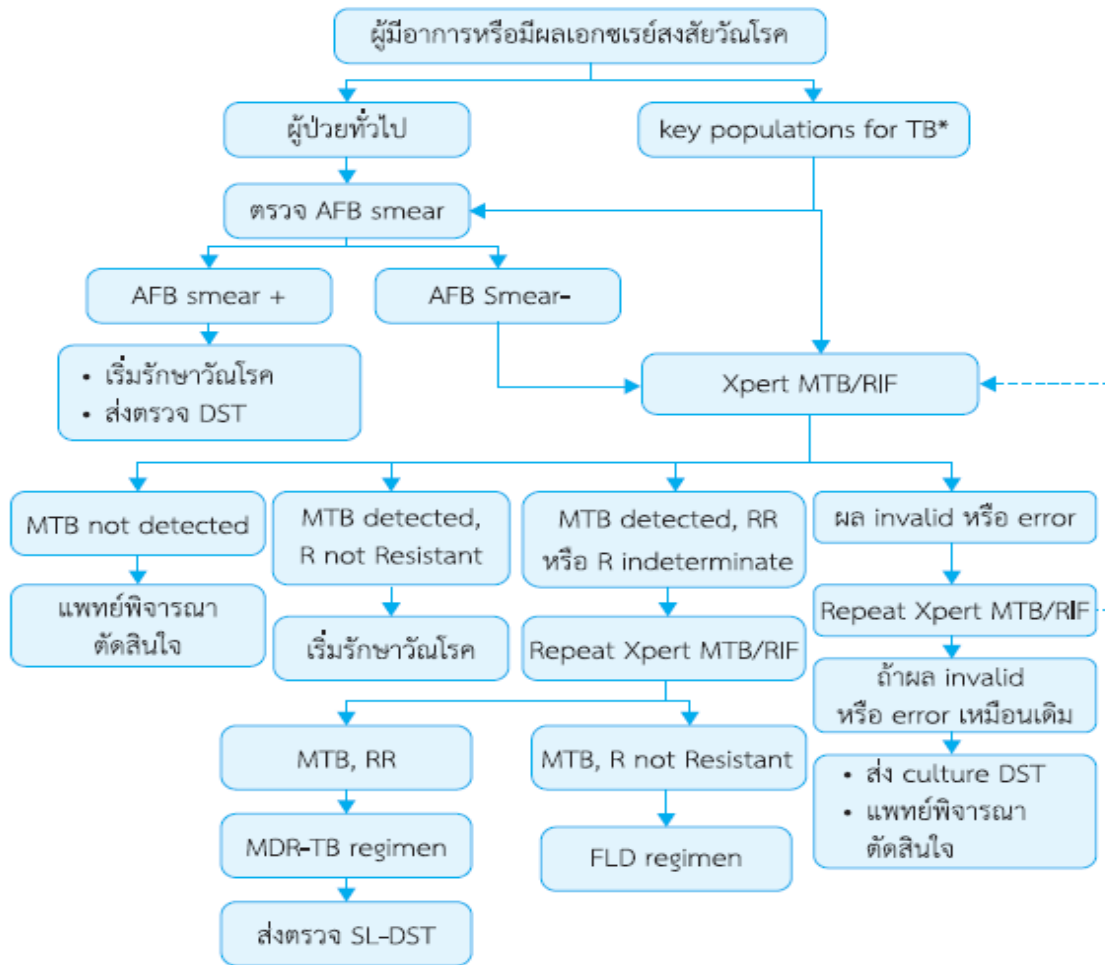 ผู้มีอาการหรือมีผลเอกซเรย์สงสัยวัณโรค
ผู้ป่วยทั่วไป
key populations for TB*
ตรวจ AFB smear
AFB smear +
AFB Smear-
• เริ่มรักษาวัณโรค
• ส่งตรวจ DST
Xpert MTB/RIF
MTB not detected
MTB detected,
R not Resistant
MTB detected, RR
หรือ R indeterminate
ผล invalid หรือ error
แพทย์พิจารณา
ตัดสินใจ
เริ่มรักษาวัณโรค
Repeat Xpert MTB/RIF
Repeat Xpert MTB/RIF
ถ้าผล invalid
หรือ error เหมือนเดิม
MTB, RR
MTB, R not Resistant
• ส่ง culture DST
• แพทย์พิจารณา
ตัดสินใจ
MDR-TB regimen
FLD regimen
ส่งตรวจ SL-DST